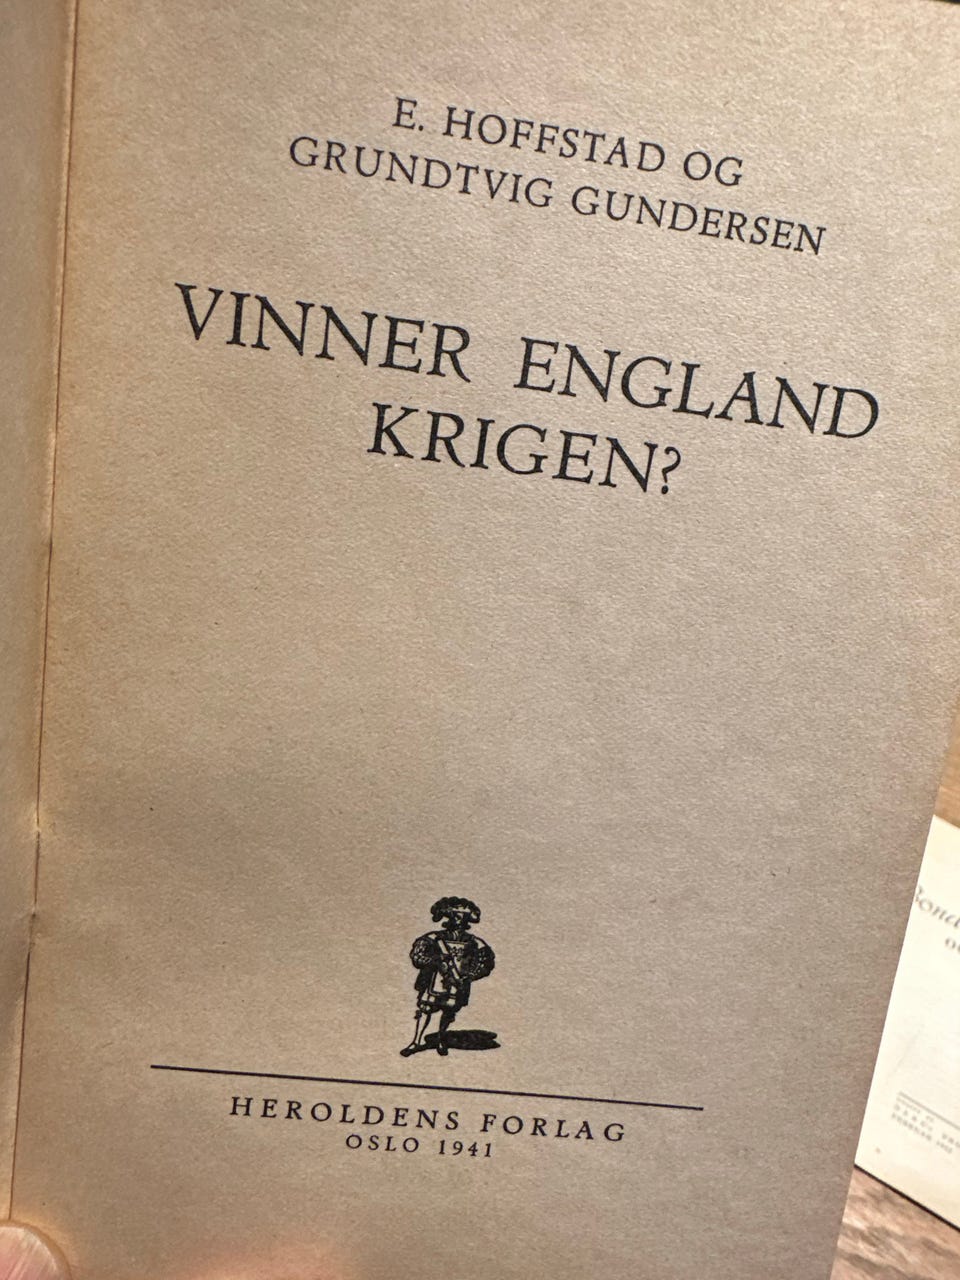 E. HOFFSTAD OG
GRUNDTVIG GUNDERSEN
VINNER ENGLAND
KRIGEN?
HEROLDENS FORLAG
OSLO 1941